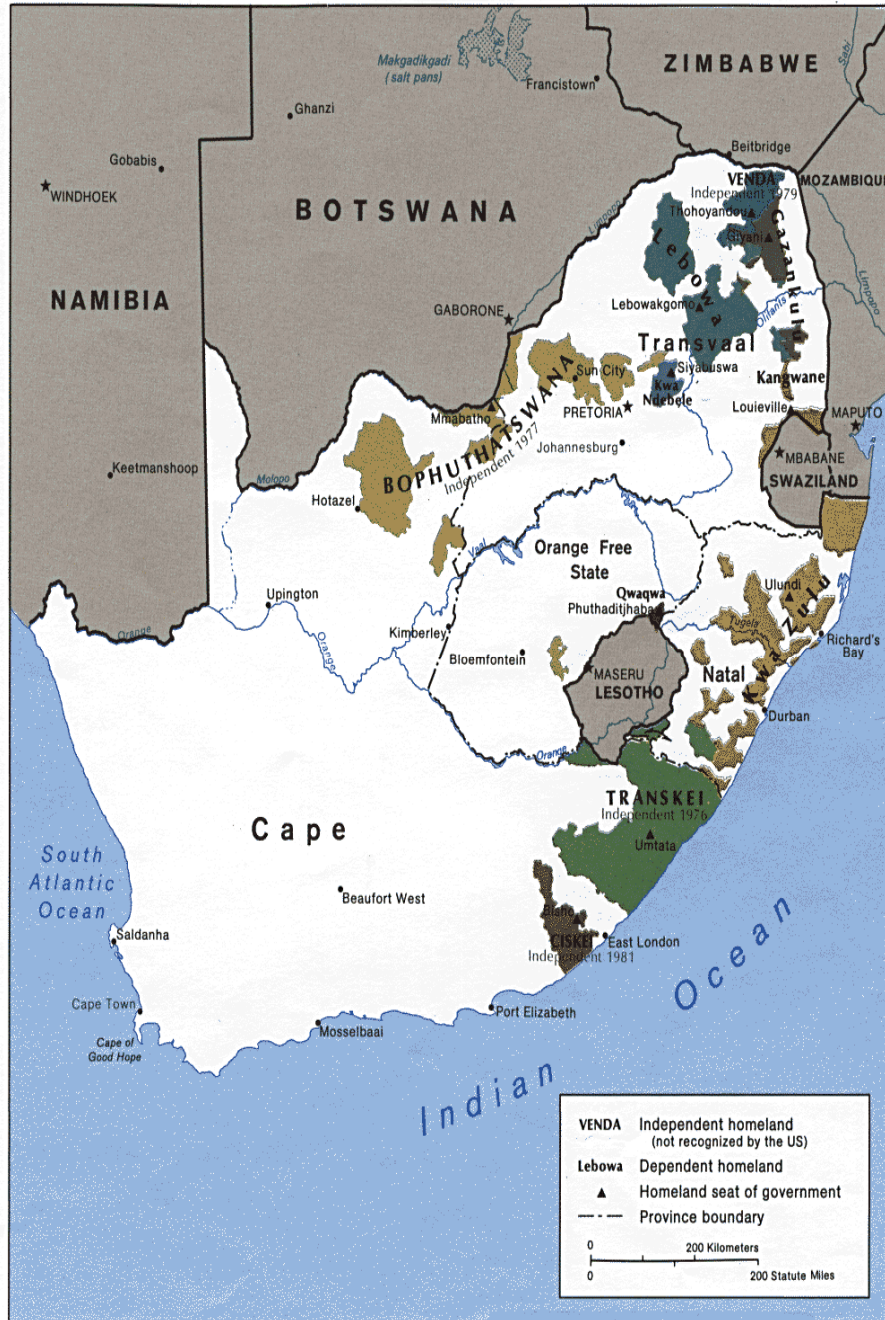 Makgadikgadi
(salt pans)
ZIMBABWE
Sabi
Francistown
Ghanzi
Gobabis
Beitbridge
WINDHOEK
VENDA
Independent 1979
MOZAMBIQUE
BOTSWANA
Limpopo
Thohoyandou
Giyani
Gazankulu
Lebowa
NAMIBIA
Limpopo
GABORONE
Lebowakgomo
Olifants
Transvaal
Sun City
Siyabuswa
Kwa
Ndebele
Kangwane
Mmabatho
PRETORIA
Louieville
MAPUTO
BOPHUTHATSWANA
Independent 1977
Johannesburg
MBABANE
SWAZILAND
Keetmanshoop
Molopo
Hotazel
Vaal
Orange Free
State
Ulundi
Upington
Qwaqwa
Phuthaditjhaba
Tugela
Kwa Zulu
Orange
Kimberley
Orange
Richard's
Bay
Bloemfontein
MASERU
LESOTHO
Natal
Durban
Orange
TRANSKEI
Independent 1976
Cape
Umtata
South
Atlantic
Ocean
Beaufort West
Bisho
Saldanha
CISKEI
Independent 1981
East London
Cape Town
Port Elizabeth
Mosselbaai
Cape of
Good Hope
Indian Ocean
VENDA Independent homeland
(not recognized by the US)
Lebowa Dependent homeland
Homeland seat of government
Province boundary
0 200 Kilometers
0 200 Statute Miles